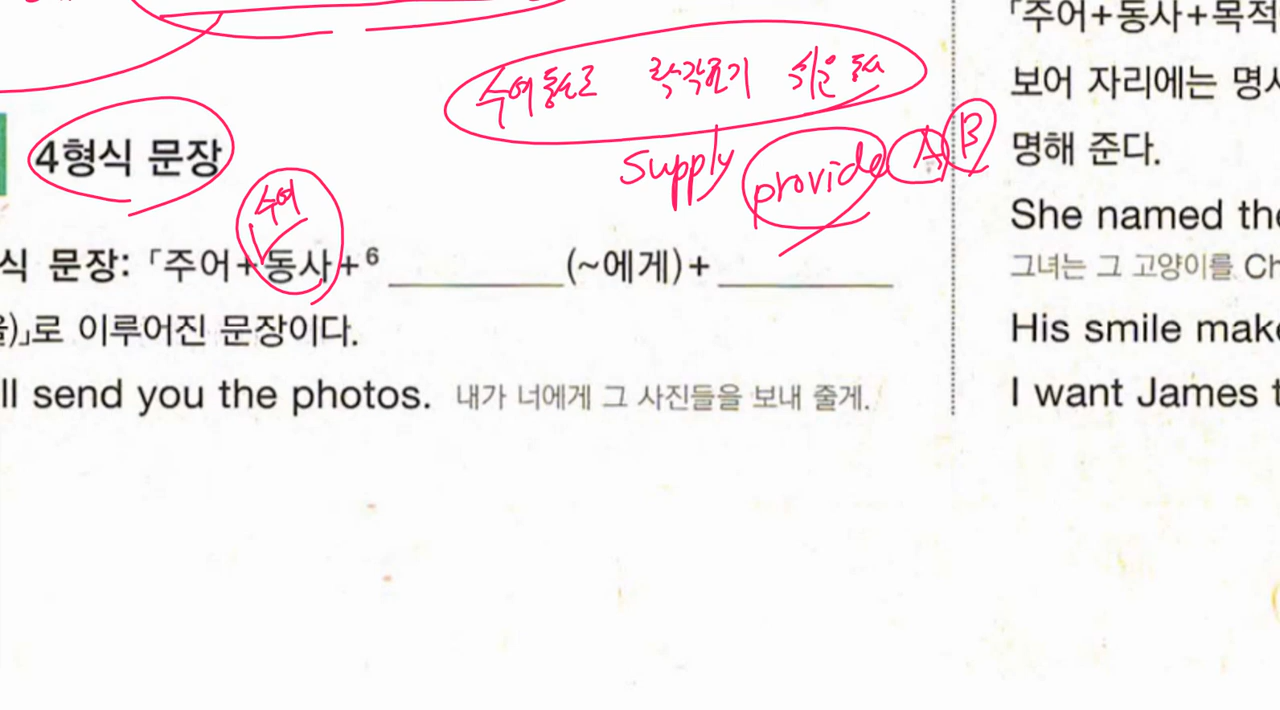 수여동사로 착각하기 쉬운 동사
supply provide A B
4형식 문장
수여
식 문장: 「주어+동사+6 ________ (~에게)+ ________
)」로 이루어진 문장이다.
ll send you the photos. 내가 너에게 그 사진들을 보내 줄게.
「주어+동사+목적
보어 자리에는 명사
명해 준다.
She named the
그녀는 그 고양이를 Ch
His smile make
I want James t